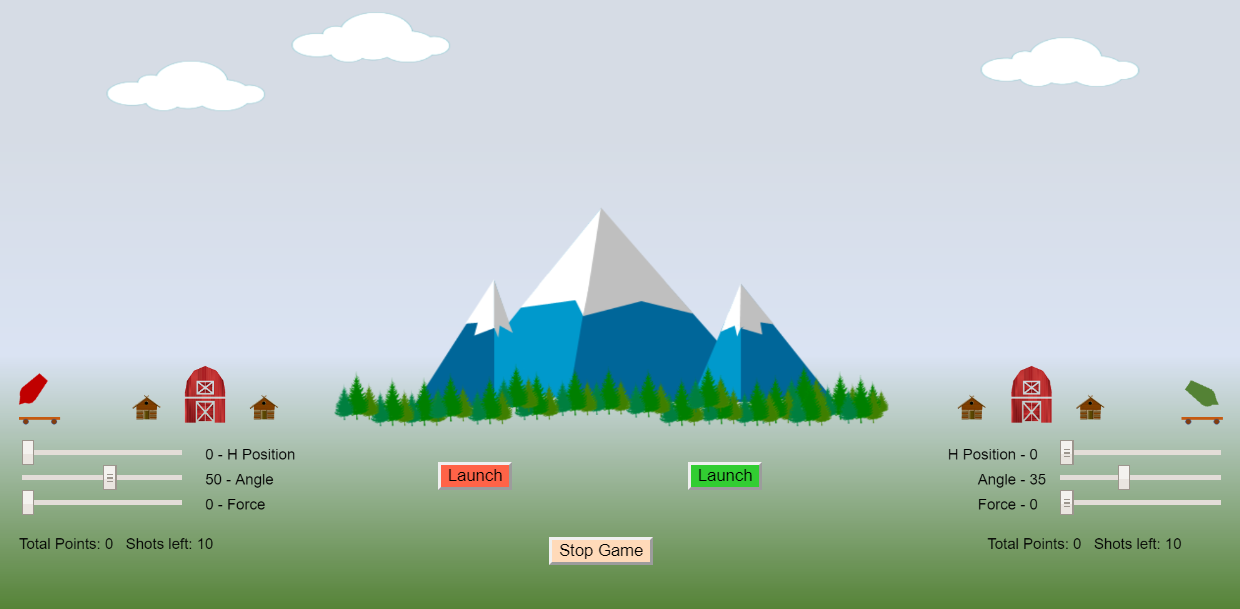 0 - H Position
50 - Angle
0 - Force
Total Points: 0 Shots left: 10
Launch
Launch
Stop Game
H Position - 0
Angle - 35
Force - 0
Total Points: 0 Shots left: 10